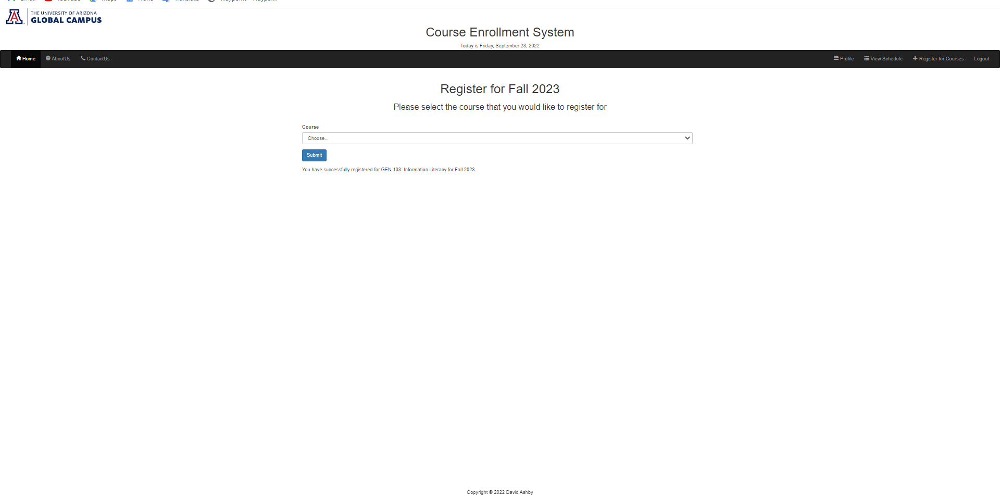 THE UNIVERSITY OF ARIZONA
GLOBAL CAMPUS
Course Enrollment System
Today is Friday, September 23, 2022
Home AboutUs ContactUs Profile View Schedule Register for Courses Logout
Register for Fall 2023
Please select the course that you would like to register for
Course
Choose...
Submit
You have successfully registered for GEN 103: Information Literacy for Fall 2023.
Copyright © 2022 David Ashby